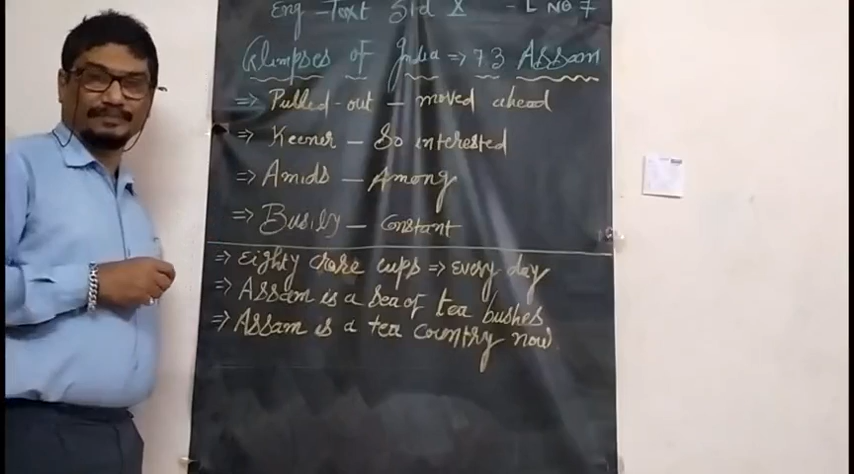 Eng - Text Std X - L NO 7
Glimpses of India => 7.3 ASSam
=> Pulled-out - moved ahead
=> Keener - So interested
=> Amids - Among
=> Busily - constant
=> Eighty crore cups => every day
=> ASSam is a Sea of tea bushes
=> ASSam is a tea country now.